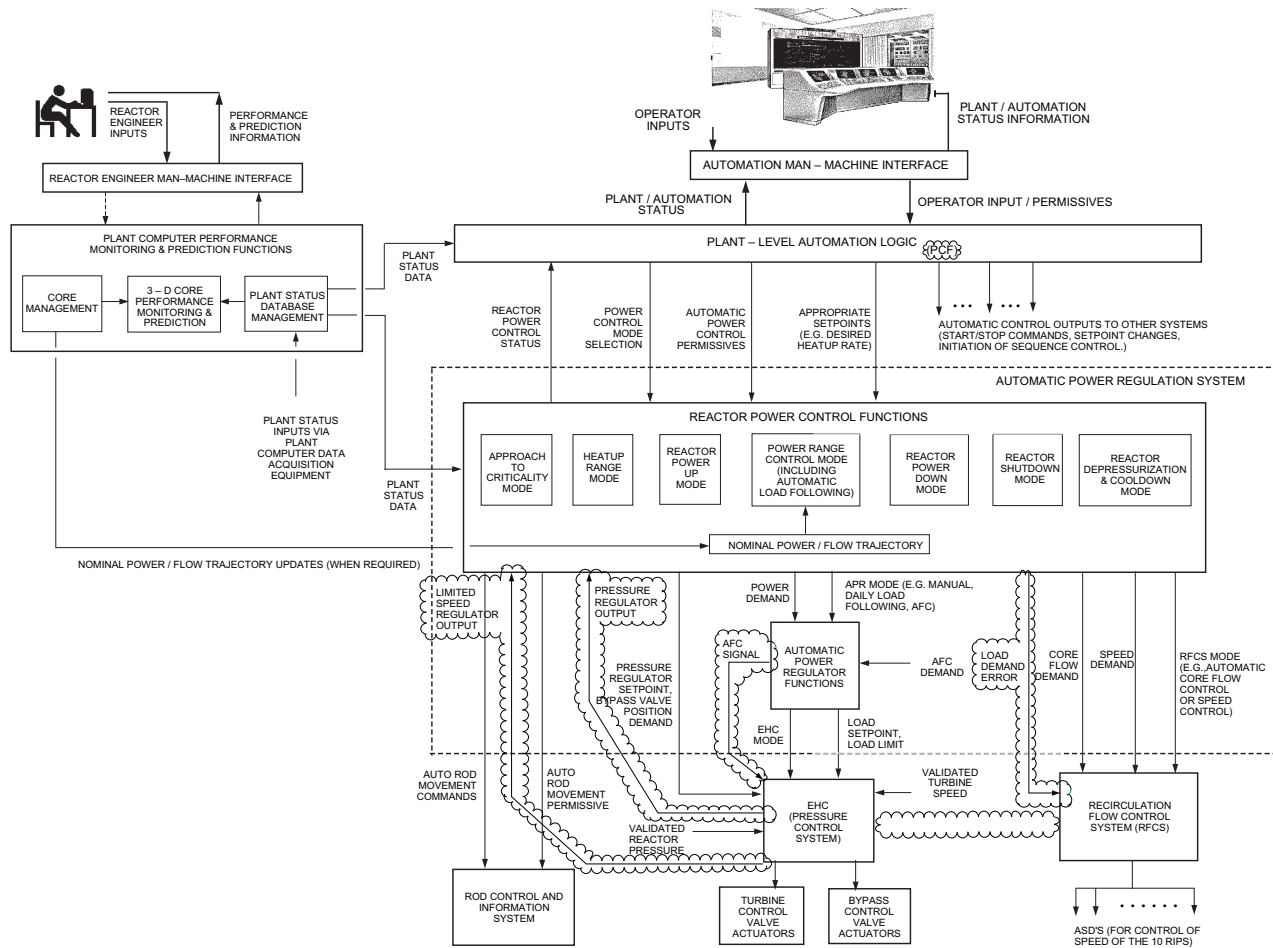 REACTOR
ENGINEER
INPUTS
PERFORMANCE
& PREDICTION
INFORMATION
REACTOR ENGINEER MAN–MACHINE INTERFACE
OPERATOR
INPUTS
PLANT / AUTOMATION
STATUS INFORMATION
AUTOMATION MAN – MACHINE INTERFACE
PLANT / AUTOMATION
STATUS
OPERATOR INPUT / PERMISSIVES
PLANT COMPUTER PERFORMANCE
MONITORING & PREDICTION FUNCTIONS
CORE
MANAGEMENT
3 – D CORE
PERFORMANCE
MONITORING &
PREDICTION
PLANT STATUS
DATABASE
MANAGEMENT
PLANT
STATUS
DATA
PLANT – LEVEL AUTOMATION LOGIC
(PCF)
REACTOR
POWER
CONTROL
STATUS
POWER
CONTROL
MODE
SELECTION
AUTOMATIC
POWER
CONTROL
PERMISSIVES
APPROPRIATE
SETPOINTS
(E.G. DESIRED
HEATUP RATE)
AUTOMATIC CONTROL OUTPUTS TO OTHER SYSTEMS
(START/STOP COMMANDS, SETPOINT CHANGES,
INITIATION OF SEQUENCE CONTROL.)
PLANT STATUS
INPUTS VIA
PLANT
COMPUTER DATA
ACQUISITION
EQUIPMENT
PLANT
STATUS
DATA
AUTOMATIC POWER REGULATION SYSTEM
REACTOR POWER CONTROL FUNCTIONS
APPROACH
TO
CRITICALITY
MODE
HEATUP
RANGE
MODE
REACTOR
POWER
UP
MODE
POWER RANGE
CONTROL MODE
(INCLUDING
AUTOMATIC
LOAD FOLLOWING)
REACTOR
POWER
DOWN
MODE
REACTOR
SHUTDOWN
MODE
REACTOR
DEPRESSURIZATION
& COOLDOWN
MODE
NOMINAL POWER / FLOW TRAJECTORY
NOMINAL POWER / FLOW TRAJECTORY UPDATES (WHEN REQUIRED)
LIMITED
SPEED
REGULATOR
OUTPUT
PRESSURE
REGULATOR
OUTPUT
POWER
DEMAND
APR MODE (E.G. MANUAL,
DAILY LOAD
FOLLOWING, AFC)
PRESSURE
REGULATOR
SETPOINT,
BYPASS VALVE
POSITION
DEMAND
AFC
SIGNAL
AUTOMATIC
POWER
REGULATOR
FUNCTIONS
AFC
DEMAND
LOAD
DEMAND
ERROR
CORE
FLOW
DEMAND
SPEED
DEMAND
RFCS MODE
(E.G.,AUTOMATIC
CORE FLOW
CONTROL
OR SPEED
CONTROL)
EHC
MODE
LOAD
SETPOINT,
LOAD LIMIT
AUTO ROD
MOVEMENT
COMMANDS
AUTO
ROD
MOVEMENT
PERMISSIVE
VALIDATED
REACTOR
PRESSURE
EHC
(PRESSURE
CONTROL
SYSTEM)
VALIDATED
TURBINE
SPEED
RECIRCULATION
FLOW CONTROL
SYSTEM (RFCS)
ROD CONTROL AND
INFORMATION
SYSTEM
TURBINE
CONTROL
VALVE
ACTUATORS
BYPASS
CONTROL
VALVE
ACTUATORS
ASD'S (FOR CONTROL OF
SPEED OF THE 10 RIPS)